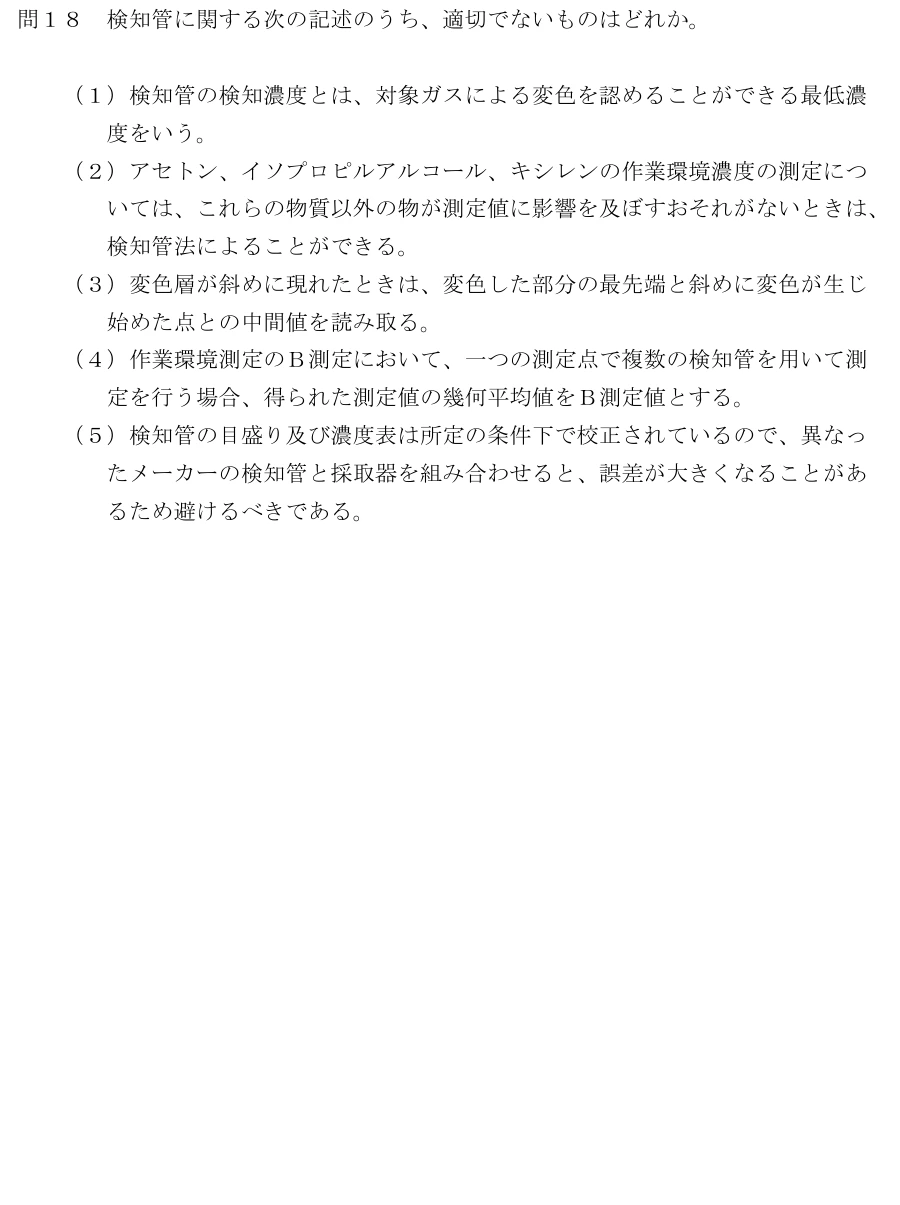 問１８　検知管に関する次の記述のうち、適切でないものはどれか。
（１）検知管の検知濃度とは、対象ガスによる変色を認めることができる最低濃
度をいう。
（２）アセトン、イソプロピルアルコール、キシレンの作業環境濃度の測定につ
いては、これらの物質以外の物が測定値に影響を及ぼすおそれがないときは、
検知管法によることができる。
（３）変色層が斜めに現れたときは、変色した部分の最先端と斜めに変色が生じ
始めた点との中間値を読み取る。
（４）作業環境測定のＢ測定において、一つの測定点で複数の検知管を用いて測
定を行う場合、得られた測定値の幾何平均値をＢ測定値とする。
（５）検知管の目盛り及び濃度表は所定の条件下で校正されているので、異なっ
たメーカーの検知管と採取器を組み合わせると、誤差が大きくなることがあ
るため避けるべきである。